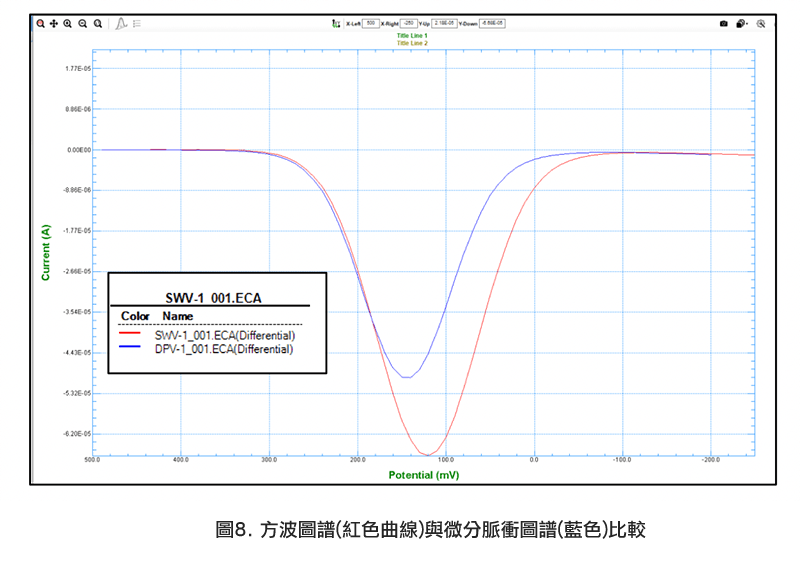 X-Left 500 X-Right -250 Y-Up 2.18E-05 Y-Down -6.68E-05
Title Line 1
Title Line 2
1.77E-05
0.86E-06
0.00E00
-8.86E-06
-1.77E-05
-2.66E-05
-3.54E-05
-4.43E-05
-5.32E-05
-6.20E-05
Current (A)
SWV-1_001.ECA
Color Name
SWV-1_001.ECA(Differential)
DPV-1_001.ECA(Differential)
500.0 400.0 300.0 200.0 100.0 0.0 -100.0 -200.0
Potential (mV)
圖8. 方波圖譜(紅色曲線)與微分脈衝圖譜(藍色)比較